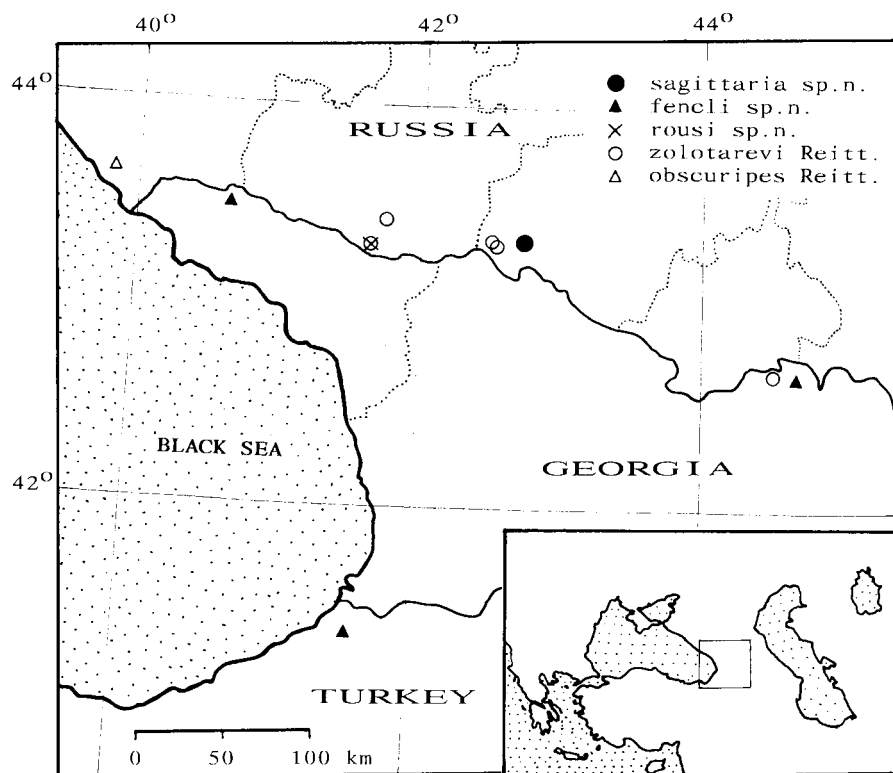 40° 42° 44°
44°
sagittaria sp.n.
fencli sp.n.
RUSSIA
rousi sp.n.
zolotarevi Reitt.
obscuripes Reitt.
BLACK SEA
GEORGIA
42°
TURKEY
0 50 100 km